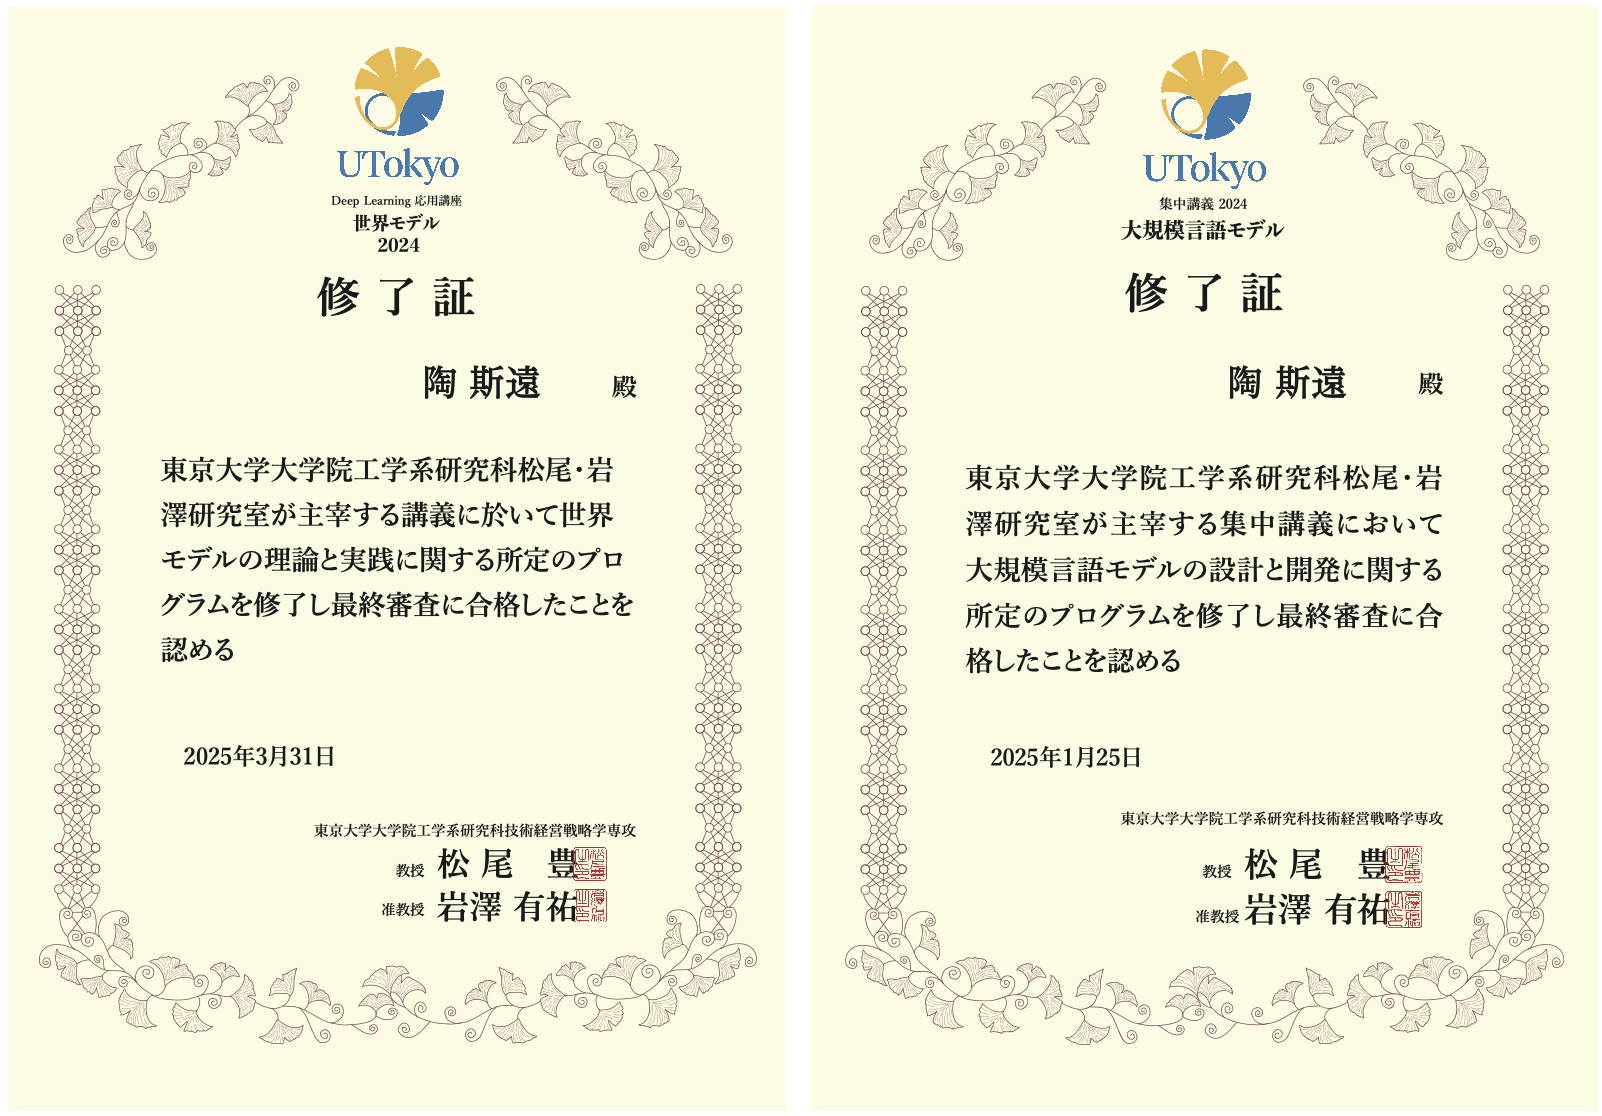 UTokyo
Deep Learning 応用講座
世界モデル
2024
修了証
陶 斯遠 殿
東京大学大学院工学系研究科松尾・岩
澤研究室が主宰する講義に於いて世界
モデルの理論と実践に関する所定のプロ
グラムを修了し最終審査に合格したことを
認める
2025年3月31日
東京大学大学院工学系研究科技術経営戦略学専攻
教授 松尾 豊
准教授 岩澤 有祐
UTokyo
集中講義 2024
大規模言語モデル
修了証
陶 斯遠 殿
東京大学大学院工学系研究科松尾・岩
澤研究室が主宰する集中講義において
大規模言語モデルの設計と開発に関する
所定のプログラムを修了し最終審査に合
格したことを認める
2025年1月25日
東京大学大学院工学系研究科技術経営戦略学専攻
教授 松尾 豊
准教授 岩澤 有祐